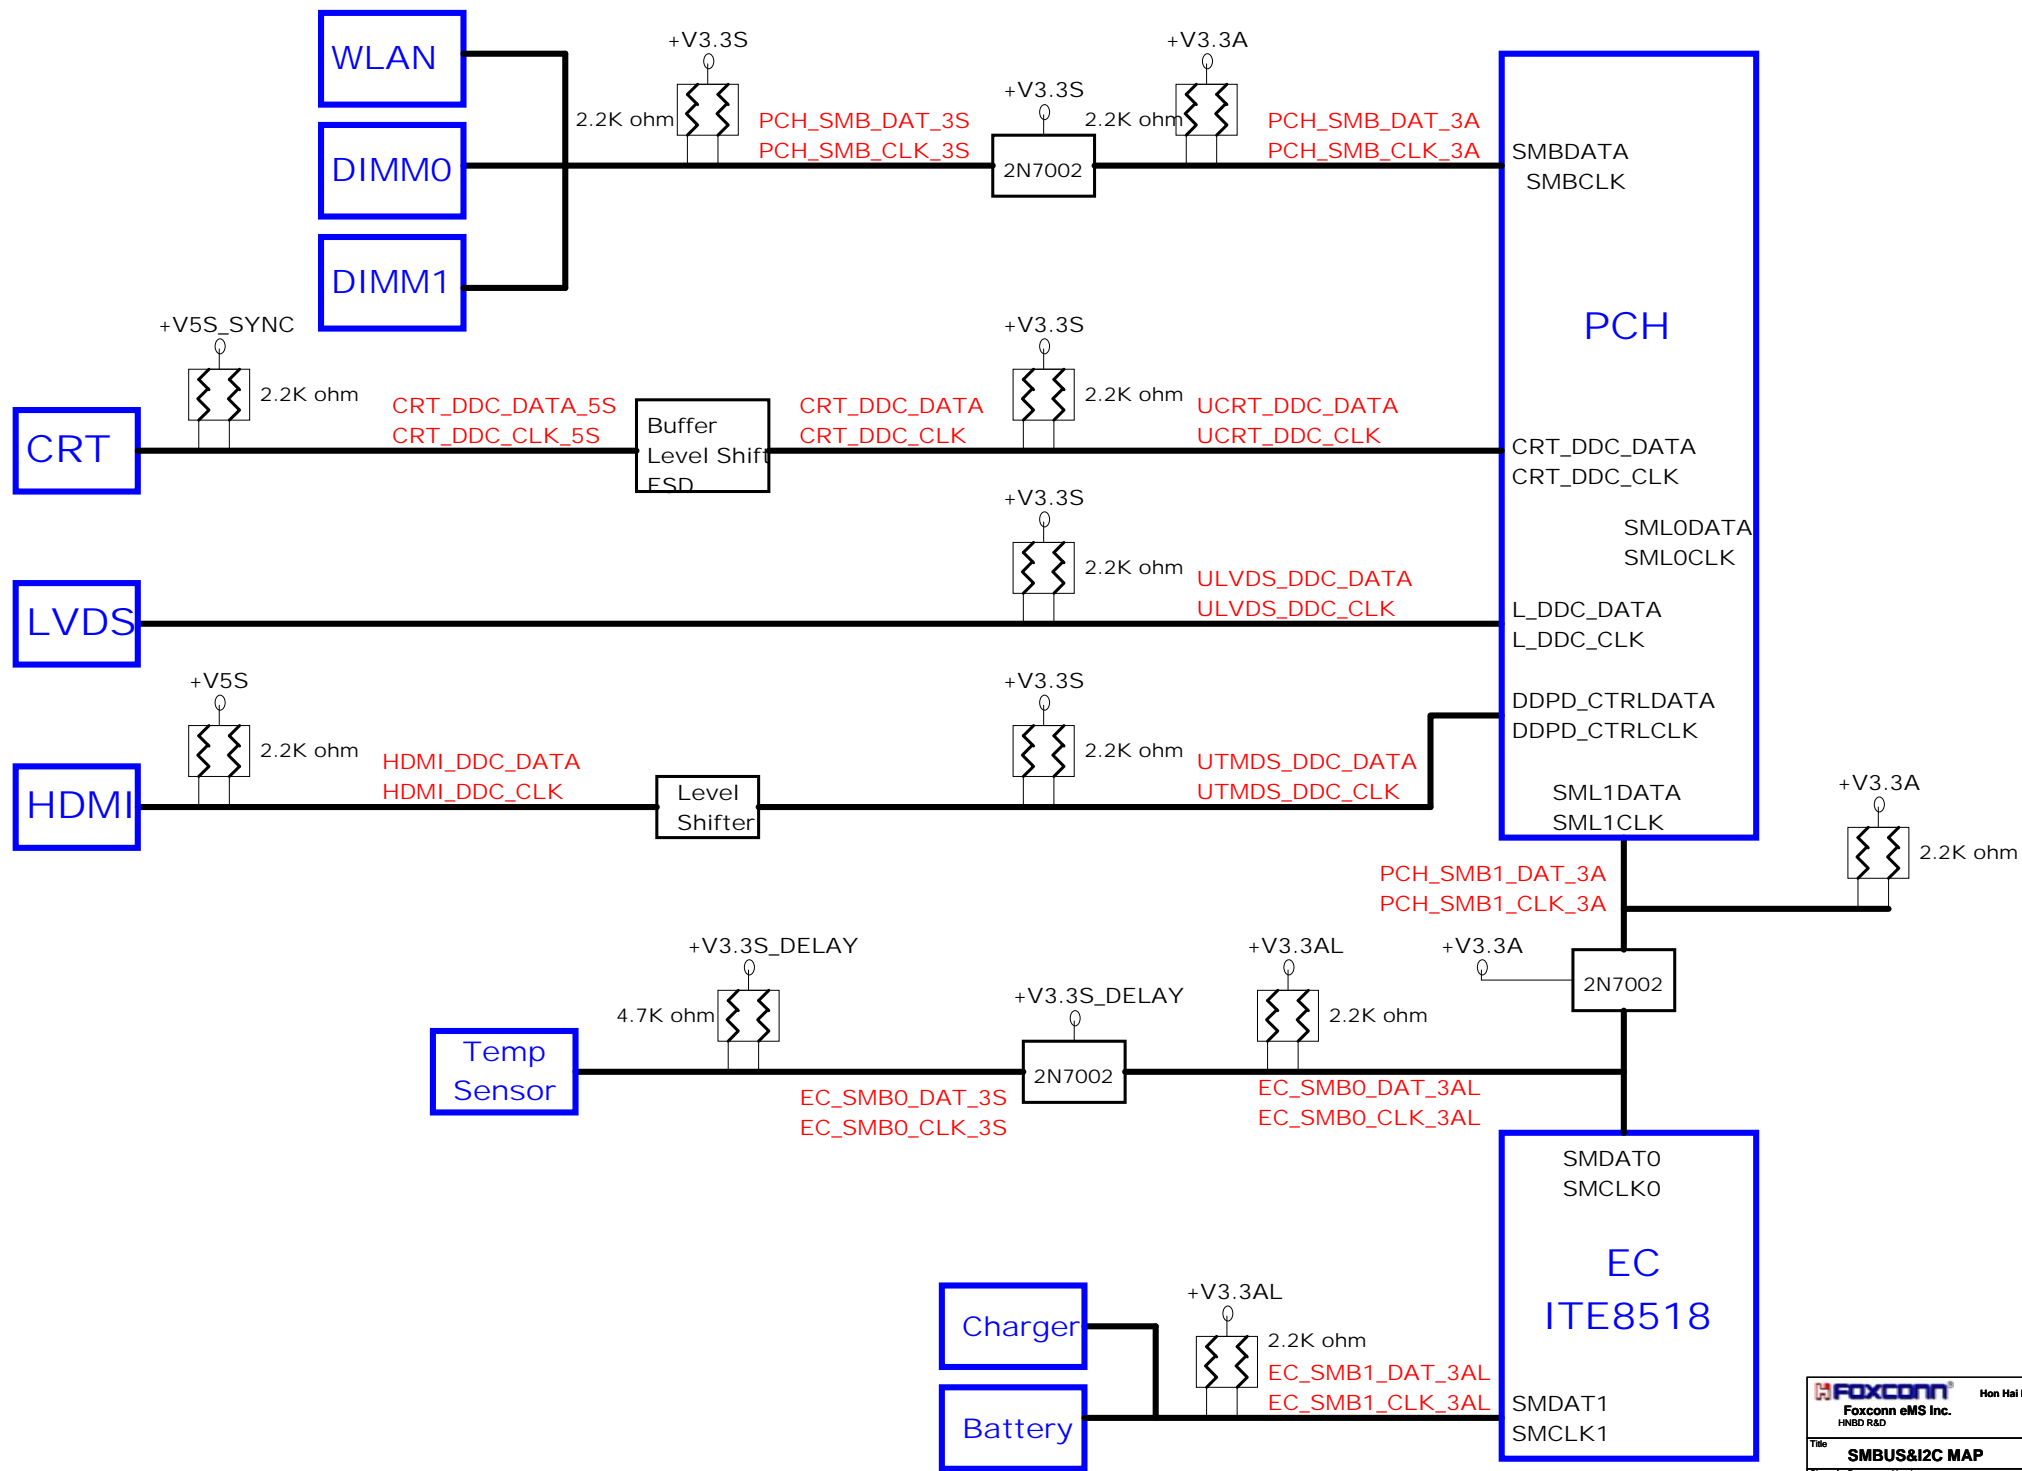 WLAN
DIMM0
DIMM1
+V3.3S
2.2K ohm
PCH_SMB_DAT_3S
PCH_SMB_CLK_3S
+V3.3S
2N7002
+V3.3A
2.2K ohm
PCH_SMB_DAT_3A
PCH_SMB_CLK_3A
SMBDATA
SMBCLK
PCH
+V5S_SYNC
2.2K ohm
CRT
CRT_DDC_DATA_5S
CRT_DDC_CLK_5S
Buffer
Level Shift
ESD
CRT_DDC_DATA
CRT_DDC_CLK
+V3.3S
2.2K ohm
UCRT_DDC_DATA
UCRT_DDC_CLK
CRT_DDC_DATA
CRT_DDC_CLK
SML0DATA
SML0CLK
LVDS
+V3.3S
2.2K ohm
ULVDS_DDC_DATA
ULVDS_DDC_CLK
L_DDC_DATA
L_DDC_CLK
+V5S
2.2K ohm
HDMI
HDMI_DDC_DATA
HDMI_DDC_CLK
Level
Shifter
+V3.3S
2.2K ohm
UTMDS_DDC_DATA
UTMDS_DDC_CLK
DDPD_CTRLDATA
DDPD_CTRLCLK
SML1DATA
SML1CLK
+V3.3A
2.2K ohm
PCH_SMB1_DAT_3A
PCH_SMB1_CLK_3A
+V3.3A
2N7002
+V3.3S_DELAY
4.7K ohm
Temp
Sensor
EC_SMB0_DAT_3S
EC_SMB0_CLK_3S
+V3.3S_DELAY
2N7002
+V3.3AL
2.2K ohm
EC_SMB0_DAT_3AL
EC_SMB0_CLK_3AL
SMDAT0
SMCLK0
EC
ITE8518
Charger
Battery
+V3.3AL
2.2K ohm
EC_SMB1_DAT_3AL
EC_SMB1_CLK_3AL
SMDAT1
SMCLK1
FOXCONN® Hon Hai
Foxconn eMS Inc.
HNBD R&D
Title
SMBUS&I2C MAP